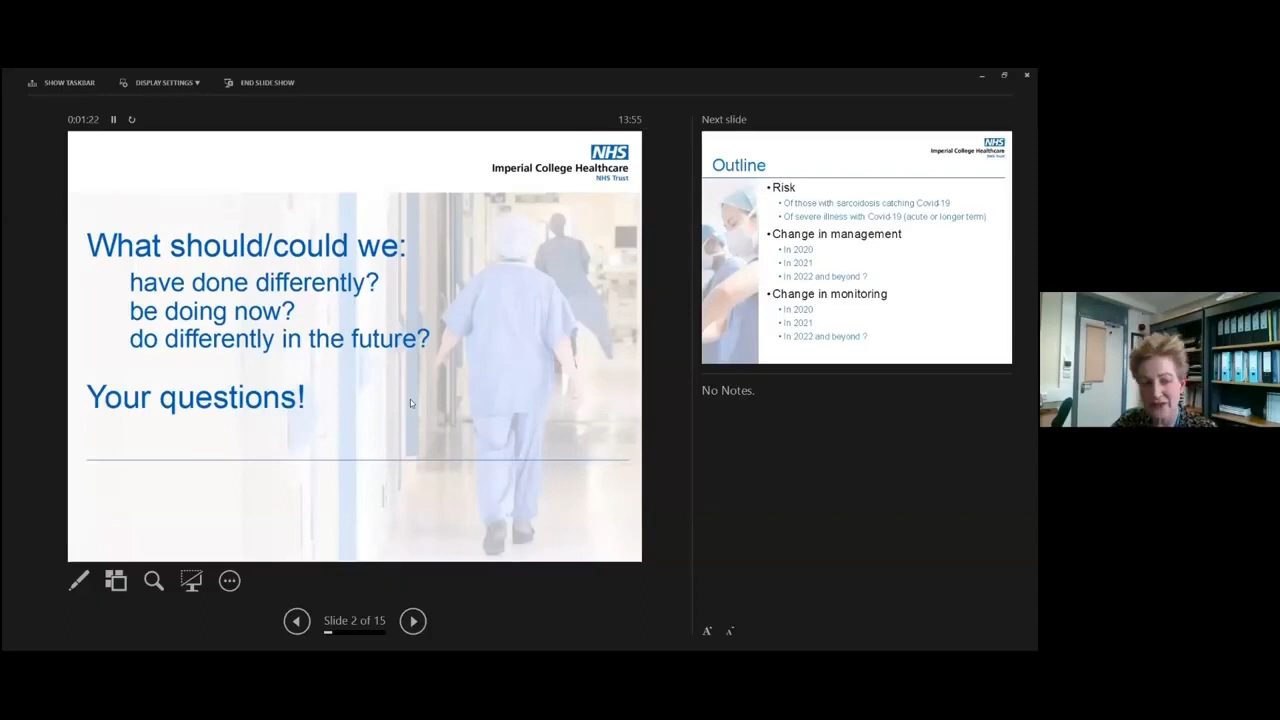 SHOW TASKBAR
DISPLAY SETTINGS ▾
END SLIDE SHOW
0:01:22
13:55
NHS
Imperial College Healthcare
NHS Trust
What should/could we:
have done differently?
be doing now?
do differently in the future?
Your questions!
Slide 2 of 15
Next slide
NHS
Imperial College Healthcare
NHS Trust
Outline
• Risk
• Of those with sarcoidosis catching Covid-19
• Of severe illness with Covid-19 (acute or longer term)
• Change in management
• In 2020
• In 2021
• In 2022 and beyond ?
• Change in monitoring
• In 2020
• In 2021
• In 2022 and beyond ?
No Notes.
A A